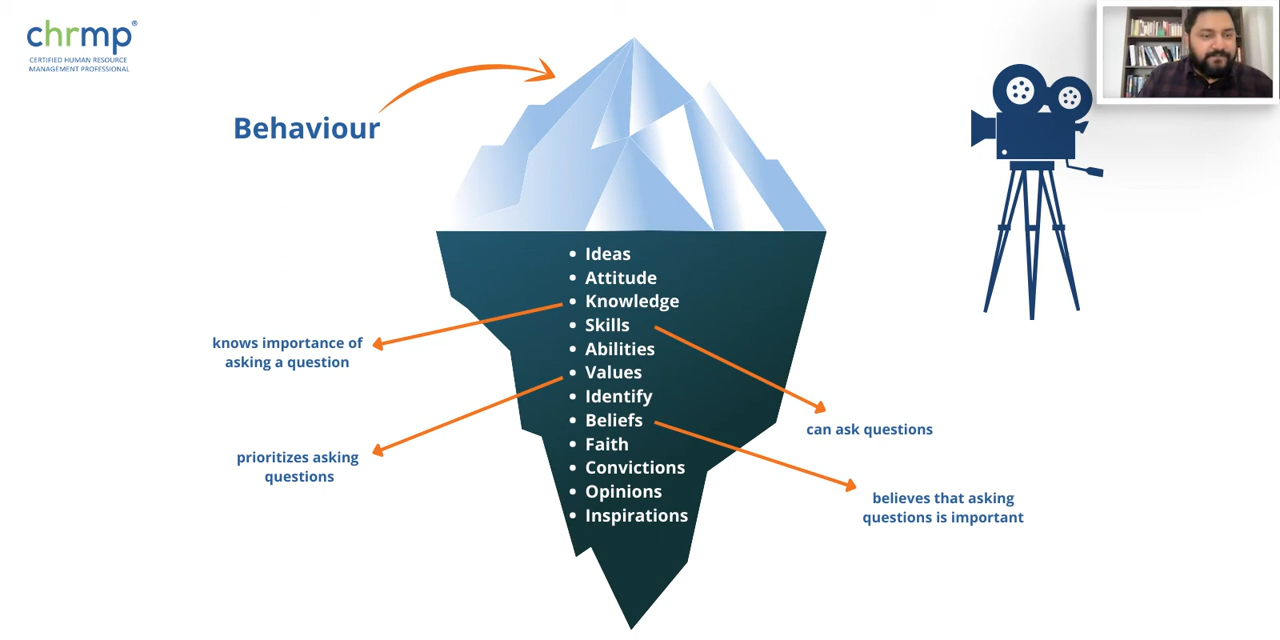 chrmp®
CERTIFIED HUMAN RESOURCE
MANAGEMENT PROFESSIONAL
Behaviour
• Ideas
• Attitude
• Knowledge
• Skills
• Abilities
• Values
• Identify
• Beliefs
• Faith
• Convictions
• Opinions
• Inspirations
knows importance of
asking a question
prioritizes asking
questions
can ask questions
believes that asking
questions is important